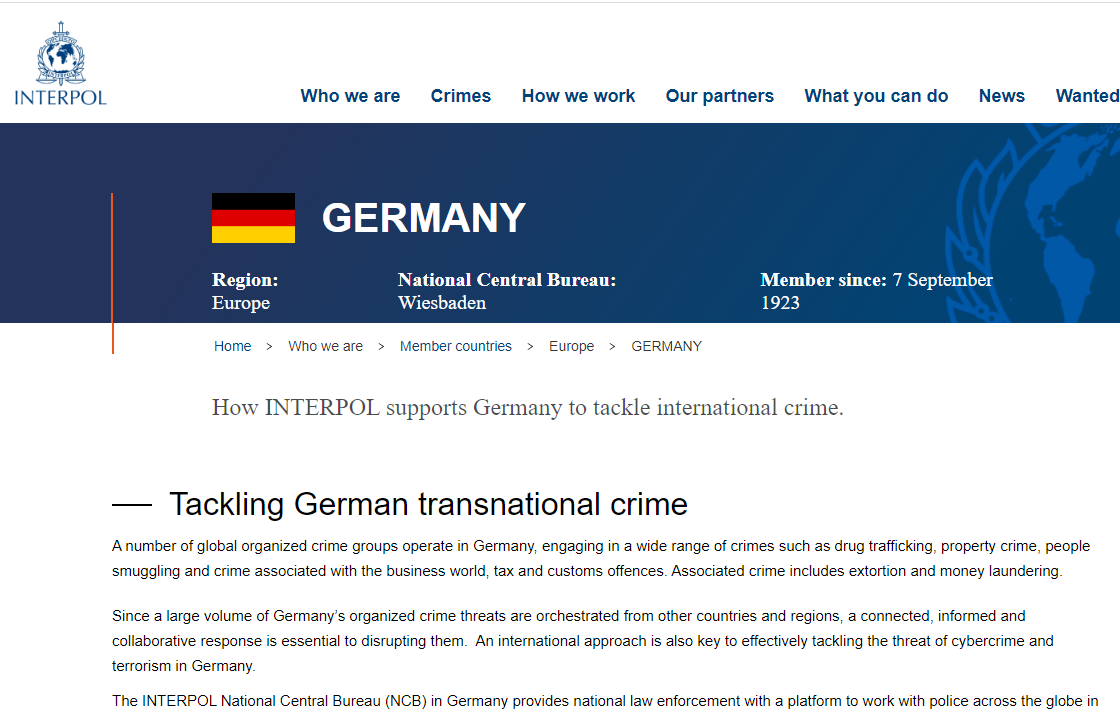 INTERPOL
Who we are Crimes How we work Our partners What you can do News Wanted
GERMANY
Region: National Central Bureau: Member since: 7 September
Europe Wiesbaden 1923
Home > Who we are > Member countries > Europe > GERMANY
How INTERPOL supports Germany to tackle international crime.
Tackling German transnational crime
A number of global organized crime groups operate in Germany, engaging in a wide range of crimes such as drug trafficking, property crime, people
smuggling and crime associated with the business world, tax and customs offences. Associated crime includes extortion and money laundering.
Since a large volume of Germany’s organized crime threats are orchestrated from other countries and regions, a connected, informed and
collaborative response is essential to disrupting them.  An international approach is also key to effectively tackling the threat of cybercrime and
terrorism in Germany.
The INTERPOL National Central Bureau (NCB) in Germany provides national law enforcement with a platform to work with police across the globe in